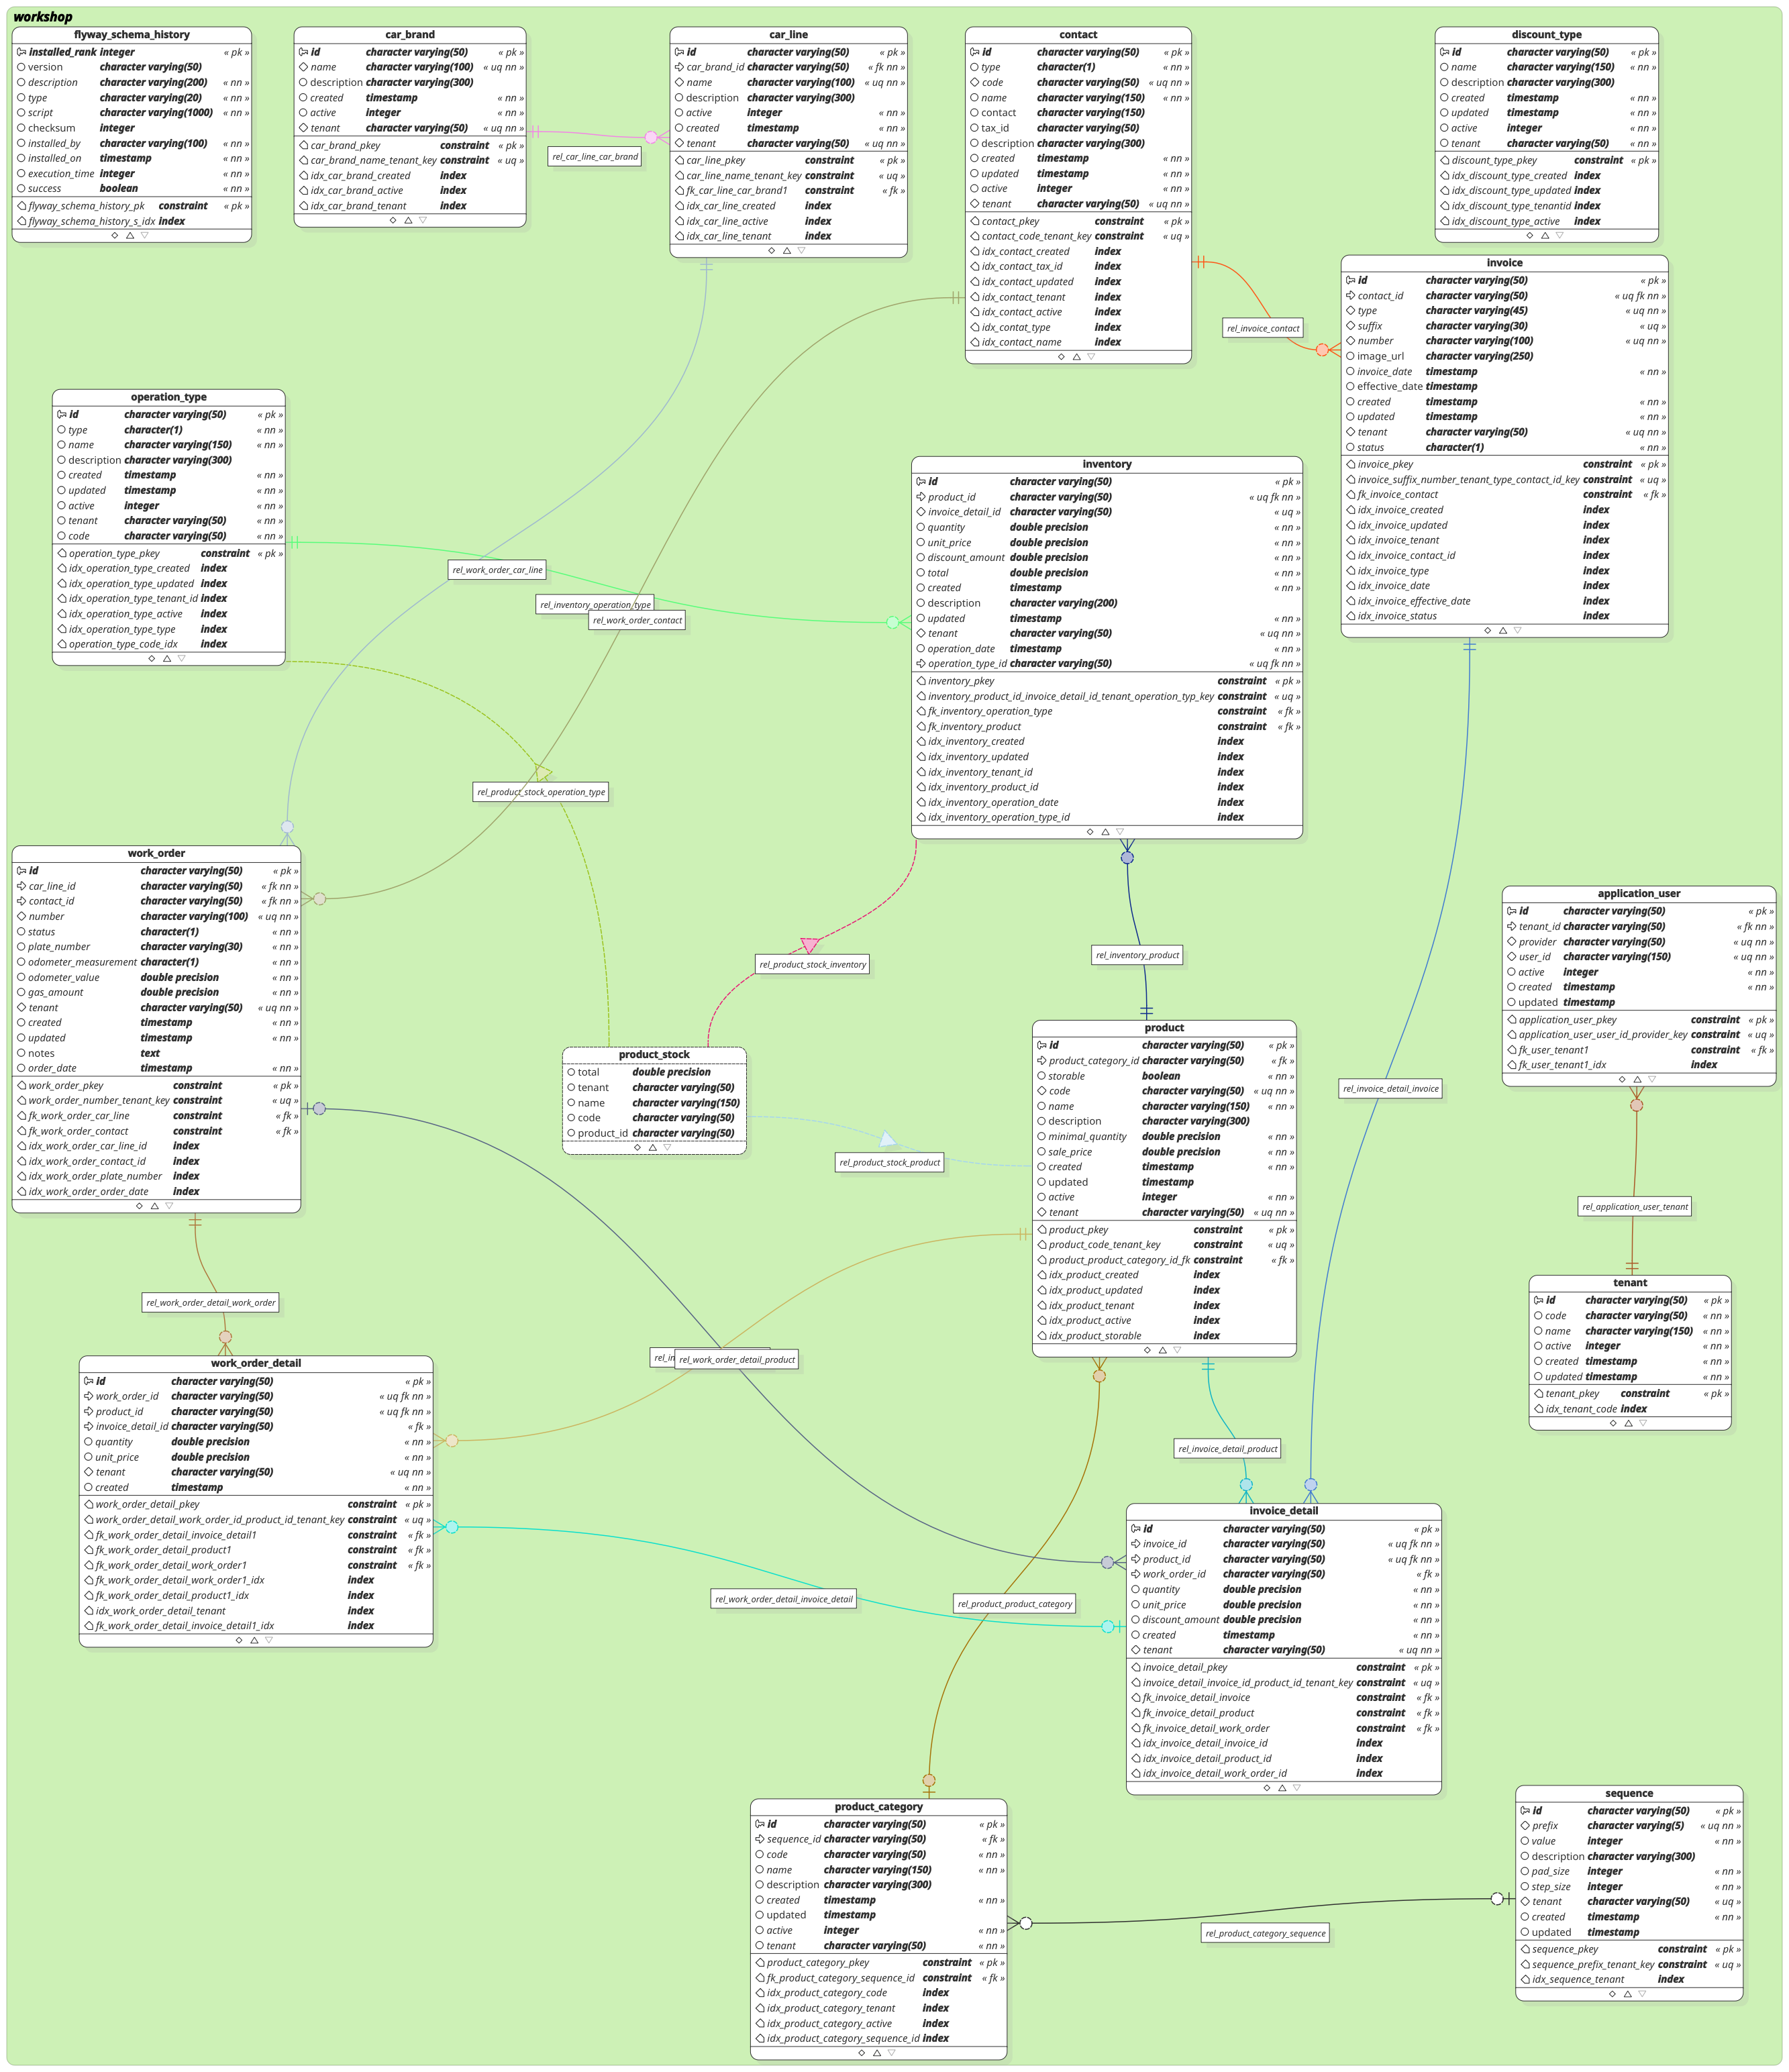 workshop
flyway_schema_history
installed_rank integer « pk »
version character varying(50)
description character varying(200) « nn »
type character varying(20) « nn »
script character varying(1000) « nn »
checksum integer
installed_by character varying(100) « nn »
installed_on timestamp « nn »
execution_time integer « nn »
success boolean « nn »
flyway_schema_history_pk constraint « pk »
flyway_schema_history_s_idx index
car_brand
id character varying(50) « pk »
name character varying(100) « uq nn »
description character varying(300)
created timestamp « nn »
active integer « nn »
tenant character varying(50) « uq nn »
car_brand_pkey constraint « pk »
car_brand_name_tenant_key constraint « uq »
idx_car_brand_created index
idx_car_brand_active index
idx_car_brand_tenant index
rel_car_line_car_brand
car_line
id character varying(50) « pk »
car_brand_id character varying(50) « fk nn »
name character varying(100) « uq nn »
description character varying(300)
active integer « nn »
created timestamp « nn »
tenant character varying(50) « uq nn »
car_line_pkey constraint « pk »
car_line_name_tenant_key constraint « uq »
fk_car_line_car_brand1 constraint « fk »
idx_car_line_created index
idx_car_line_active index
idx_car_line_tenant index
contact
id character varying(50) « pk »
type character(1) « nn »
code character varying(50) « uq nn »
name character varying(150) « nn »
contact character varying(150)
tax_id character varying(50)
description character varying(300)
created timestamp « nn »
updated timestamp « nn »
active integer « nn »
tenant character varying(50) « uq nn »
contact_pkey constraint « pk »
contact_code_tenant_key constraint « uq »
idx_contact_created index
idx_contact_tax_id index
idx_contact_updated index
idx_contact_tenant index
idx_contact_active index
idx_contat_type index
idx_contact_name index
rel_invoice_contact
discount_type
id character varying(50) « pk »
name character varying(150) « nn »
description character varying(300)
created timestamp « nn »
updated timestamp « nn »
active integer « nn »
tenant character varying(50) « nn »
discount_type_pkey constraint « pk »
idx_discount_type_created index
idx_discount_type_updated index
idx_discount_type_tenantid index
idx_discount_type_active index
invoice
id character varying(50) « pk »
contact_id character varying(50) « uq fk nn »
type character varying(45) « uq nn »
suffix character varying(30) « uq »
number character varying(100) « uq nn »
image_url character varying(250)
invoice_date timestamp « nn »
effective_date timestamp
created timestamp « nn »
updated timestamp « nn »
tenant character varying(50) « uq nn »
status character(1) « nn »
invoice_pkey constraint « pk »
invoice_suffix_number_tenant_type_contact_id_key constraint « uq »
fk_invoice_contact constraint « fk »
idx_invoice_created index
idx_invoice_updated index
idx_invoice_tenant index
idx_invoice_contact_id index
idx_invoice_type index
idx_invoice_date index
idx_invoice_effective_date index
idx_invoice_status index
operation_type
id character varying(50) « pk »
type character(1) « nn »
name character varying(150) « nn »
description character varying(300)
created timestamp « nn »
updated timestamp « nn »
active integer « nn »
tenant character varying(50) « nn »
code character varying(50) « nn »
operation_type_pkey constraint « pk »
idx_operation_type_created index
idx_operation_type_updated index
idx_operation_type_tenant_id index
idx_operation_type_active index
idx_operation_type_type index
operation_type_code_idx index
rel_work_order_car_line
rel_inventory_operation_type
rel_work_order_contact
rel_product_stock_operation_type
inventory
id character varying(50) « pk »
product_id character varying(50) « uq fk nn »
invoice_detail_id character varying(50) « uq »
quantity double precision « nn »
unit_price double precision « nn »
discount_amount double precision « nn »
total double precision « nn »
created timestamp « nn »
description character varying(200)
updated timestamp « nn »
tenant character varying(50) « uq nn »
operation_date timestamp « nn »
operation_type_id character varying(50) « uq fk nn »
inventory_pkey constraint « pk »
inventory_product_id_invoice_detail_id_tenant_operation_typ_key constraint « uq »
fk_inventory_operation_type constraint « fk »
fk_inventory_product constraint « fk »
idx_inventory_created index
idx_inventory_updated index
idx_inventory_tenant_id index
idx_inventory_product_id index
idx_inventory_operation_date index
idx_inventory_operation_type_id index
work_order
id character varying(50) « pk »
car_line_id character varying(50) « fk nn »
contact_id character varying(50) « fk nn »
number character varying(100) « uq nn »
status character(1) « nn »
plate_number character varying(30) « nn »
odometer_measurement character(1) « nn »
odometer_value double precision « nn »
gas_amount double precision « nn »
tenant character varying(50) « uq nn »
created timestamp « nn »
updated timestamp « nn »
notes text
order_date timestamp « nn »
work_order_pkey constraint « pk »
work_order_number_tenant_key constraint « uq »
fk_work_order_car_line constraint « fk »
fk_work_order_contact constraint « fk »
idx_work_order_car_line_id index
idx_work_order_contact_id index
idx_work_order_plate_number index
idx_work_order_order_date index
rel_product_stock_inventory
rel_inventory_product
product_stock
total double precision
tenant character varying(50)
name character varying(150)
code character varying(50)
product_id character varying(50)
rel_product_stock_product
product
id character varying(50) « pk »
product_category_id character varying(50) « fk »
storable boolean « nn »
code character varying(50) « uq nn »
name character varying(150) « nn »
description character varying(300)
minimal_quantity double precision « nn »
sale_price double precision « nn »
created timestamp « nn »
updated timestamp
active integer « nn »
tenant character varying(50) « uq nn »
product_pkey constraint « pk »
product_code_tenant_key constraint « uq »
product_product_category_id_fk constraint « fk »
idx_product_created index
idx_product_updated index
idx_product_tenant index
idx_product_active index
idx_product_storable index
rel_invoice_detail_invoice
application_user
id character varying(50) « pk »
tenant_id character varying(50) « fk nn »
provider character varying(50) « uq nn »
user_id character varying(150) « uq nn »
active integer « nn »
created timestamp « nn »
updated timestamp
application_user_pkey constraint « pk »
application_user_user_id_provider_key constraint « uq »
fk_user_tenant1 constraint « fk »
fk_user_tenant1_idx index
rel_application_user_tenant
tenant
id character varying(50) « pk »
code character varying(50) « nn »
name character varying(150) « nn »
active integer « nn »
created timestamp « nn »
updated timestamp « nn »
tenant_pkey constraint « pk »
idx_tenant_code index
rel_work_order_detail_work_order
rel_work_order_detail_product
work_order_detail
id character varying(50) « pk »
work_order_id character varying(50) « uq fk nn »
product_id character varying(50) « uq fk nn »
invoice_detail_id character varying(50) « fk »
quantity double precision « nn »
unit_price double precision « nn »
tenant character varying(50) « uq nn »
created timestamp « nn »
work_order_detail_pkey constraint « pk »
work_order_detail_work_order_id_product_id_tenant_key constraint « uq »
fk_work_order_detail_invoice_detail1 constraint « fk »
fk_work_order_detail_product1 constraint « fk »
fk_work_order_detail_work_order1 constraint « fk »
fk_work_order_detail_work_order1_idx index
fk_work_order_detail_product1_idx index
idx_work_order_detail_tenant index
fk_work_order_detail_invoice_detail1_idx index
rel_invoice_detail_product
rel_work_order_detail_invoice_detail
rel_product_product_category
invoice_detail
id character varying(50) « pk »
invoice_id character varying(50) « uq fk nn »
product_id character varying(50) « uq fk nn »
work_order_id character varying(50) « fk »
quantity double precision « nn »
unit_price double precision « nn »
discount_amount double precision « nn »
created timestamp « nn »
tenant character varying(50) « uq nn »
invoice_detail_pkey constraint « pk »
invoice_detail_invoice_id_product_id_tenant_key constraint « uq »
fk_invoice_detail_invoice constraint « fk »
fk_invoice_detail_product constraint « fk »
fk_invoice_detail_work_order constraint « fk »
idx_invoice_detail_invoice_id index
idx_invoice_detail_product_id index
idx_invoice_detail_work_order_id index
product_category
id character varying(50) « pk »
sequence_id character varying(50) « fk »
code character varying(50) « nn »
name character varying(150) « nn »
description character varying(300)
created timestamp « nn »
updated timestamp
active integer « nn »
tenant character varying(50) « nn »
product_category_pkey constraint « pk »
fk_product_category_sequence_id constraint « fk »
idx_product_category_code index
idx_product_category_tenant index
idx_product_category_active index
idx_product_category_sequence_id index
rel_product_category_sequence
sequence
id character varying(50) « pk »
prefix character varying(5) « uq nn »
value integer « nn »
description character varying(300)
pad_size integer « nn »
step_size integer « nn »
tenant character varying(50) « uq »
created timestamp « nn »
updated timestamp
sequence_pkey constraint « pk »
sequence_prefix_tenant_key constraint « uq »
idx_sequence_tenant index